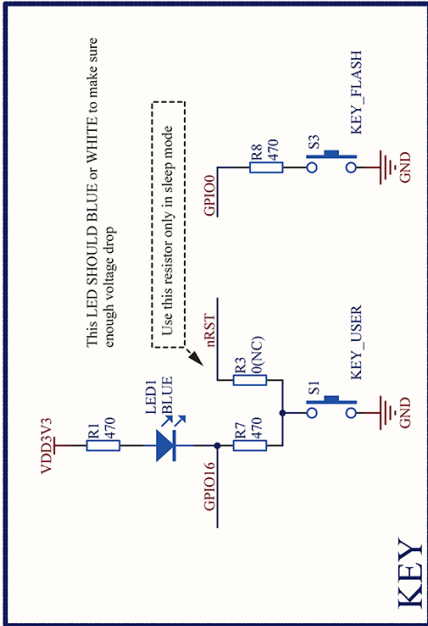 VDD3V3
R1
470
LED1
BLUE
This LED SHOULD BLUE or WHITE to make sure
enough voltage drop
Use this resistor only in sleep mode
GPIO16
nRST
R7
470
R3
0(NC)
S1
KEY_USER
GND
GPIO0
R8
470
S3
KEY_FLASH
GND
KEY